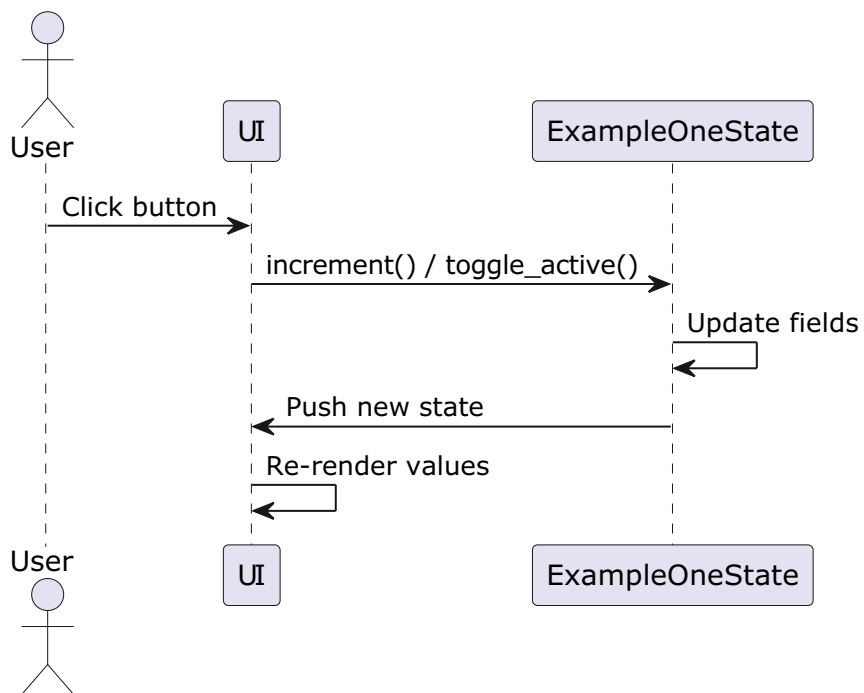 User
UI
ExampleOneState
Click button
increment() / toggle_active()
Update fields
Push new state
Re-render values
User
UI
ExampleOneState